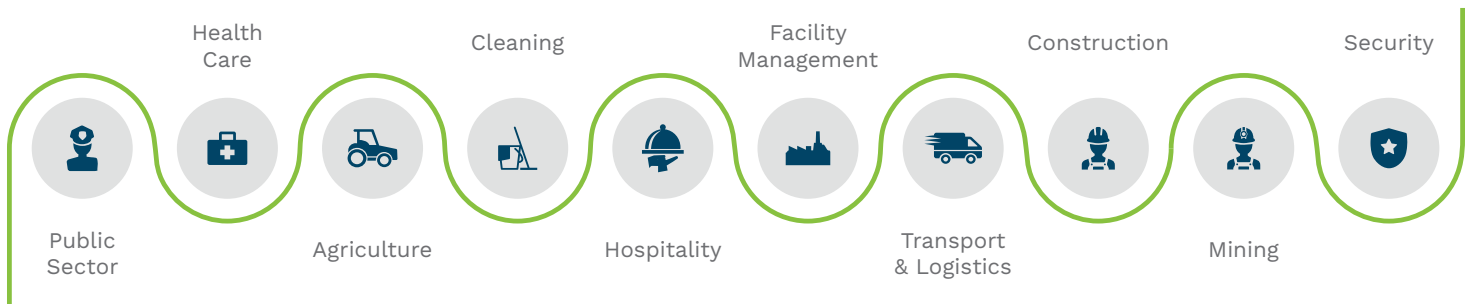 Health
Care
Cleaning
Facility
Management
Construction
Security
Public
Sector
Agriculture
Hospitality
Transport
& Logistics
Mining